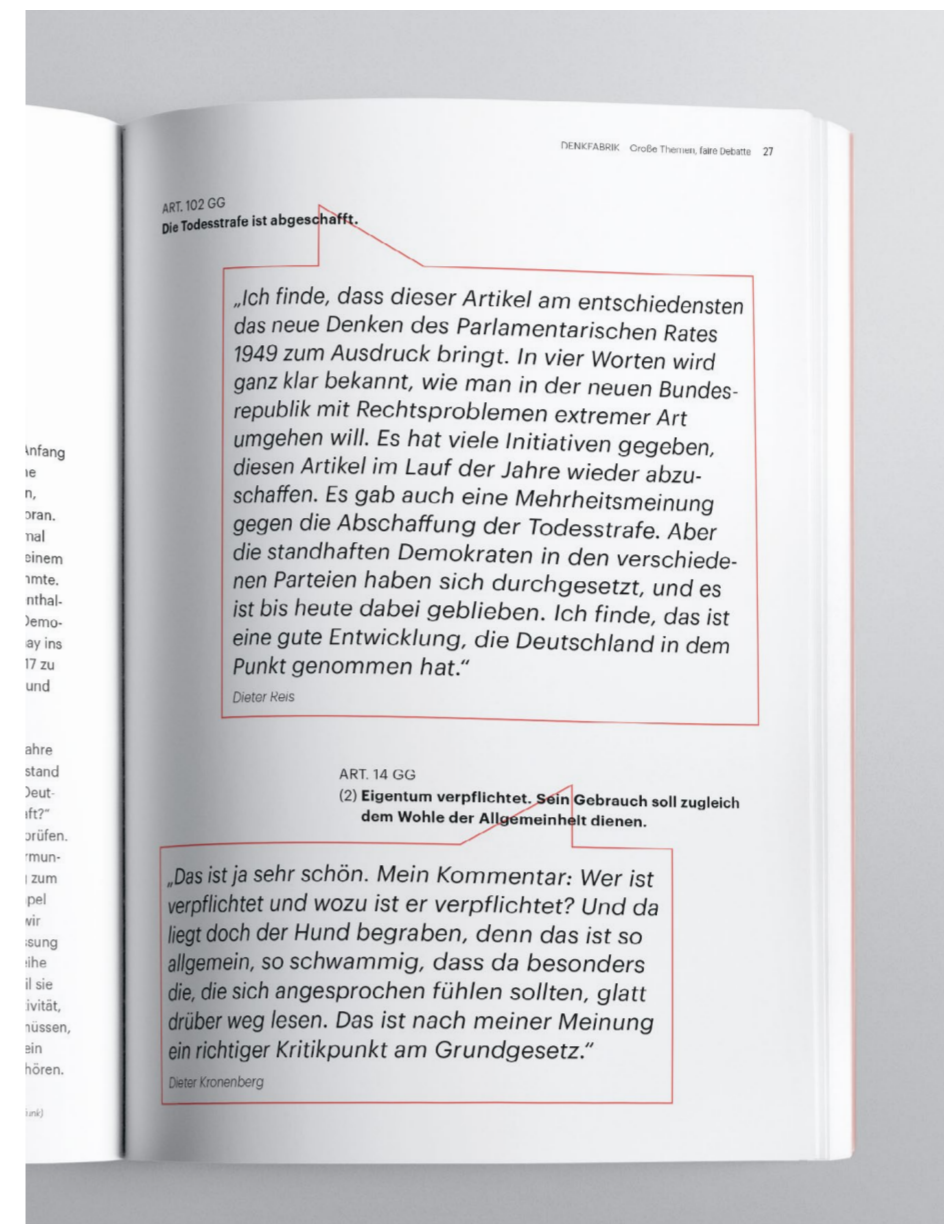 DENKFABRIK Große Themen, faire Debatte 27
ART. 102 GG
Die Todesstrafe ist abgeschafft.
„Ich finde, dass dieser Artikel am entschiedensten
das neue Denken des Parlamentarischen Rates
1949 zum Ausdruck bringt. In vier Worten wird
ganz klar bekannt, wie man in der neuen Bundes-
republik mit Rechtsproblemen extremer Art
umgehen will. Es hat viele Initiativen gegeben,
diesen Artikel im Lauf der Jahre wieder abzu-
schaffen. Es gab auch eine Mehrheitsmeinung
gegen die Abschaffung der Todesstrafe. Aber
die standhaften Demokraten in den verschiede-
nen Parteien haben sich durchgesetzt, und es
ist bis heute dabei geblieben. Ich finde, das ist
eine gute Entwicklung, die Deutschland in dem
Punkt genommen hat.“
Dieter Reis
ART. 14 GG
(2) Eigentum verpflichtet. Sein Gebrauch soll zugleich
dem Wohle der Allgemeinheit dienen.
„Das ist ja sehr schön. Mein Kommentar: Wer ist
verpflichtet und wozu ist er verpflichtet? Und da
liegt doch der Hund begraben, denn das ist so
allgemein, so schwammig, dass da besonders
die, die sich angesprochen fühlen sollten, glatt
drüber weg lesen. Das ist nach meiner Meinung
ein richtiger Kritikpunkt am Grundgesetz.“
Dieter Kronenberg